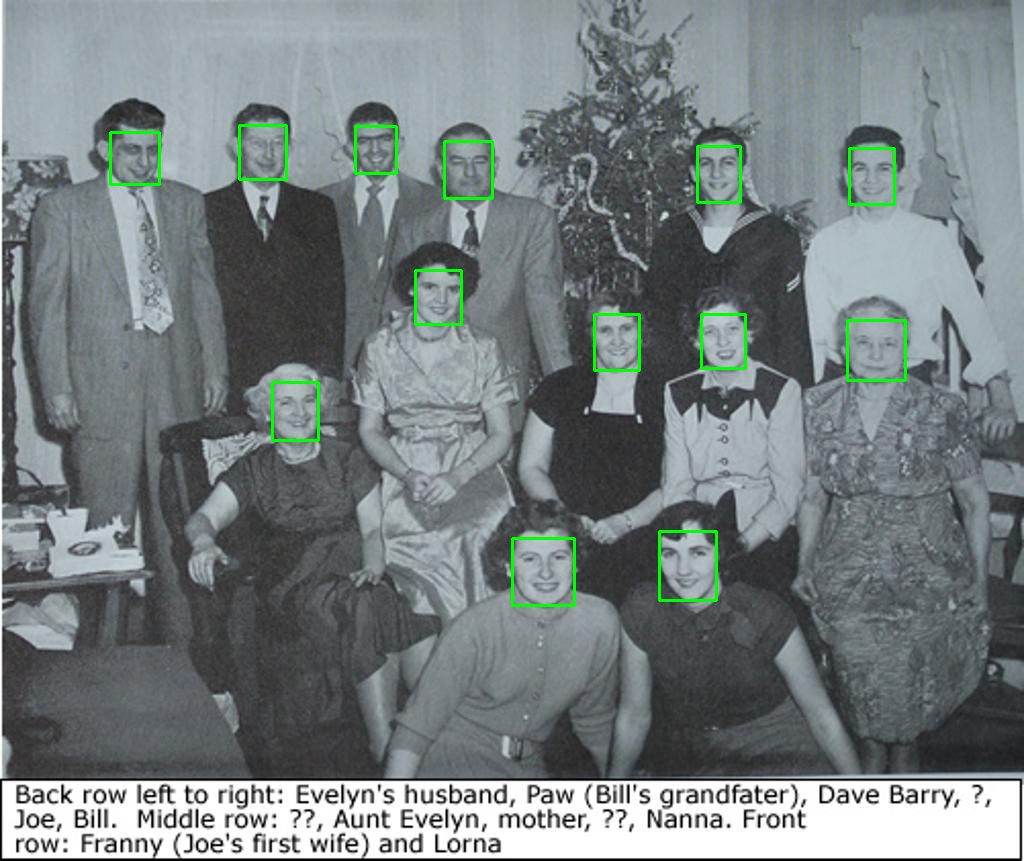 Back row left to right: Evelyn's husband, Paw (Bill's grandfater), Dave Barry, ?,
Joe, Bill.  Middle row: ??, Aunt Evelyn, mother, ??, Nanna. Front
row: Franny (Joe's first wife) and Lorna